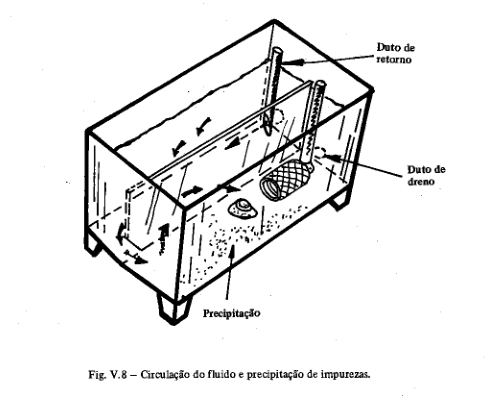 Duto de
retorno
Duto de
dreno
Precipitação
Fig. V.8 — Circulação do fluido e precipitação de impurezas.